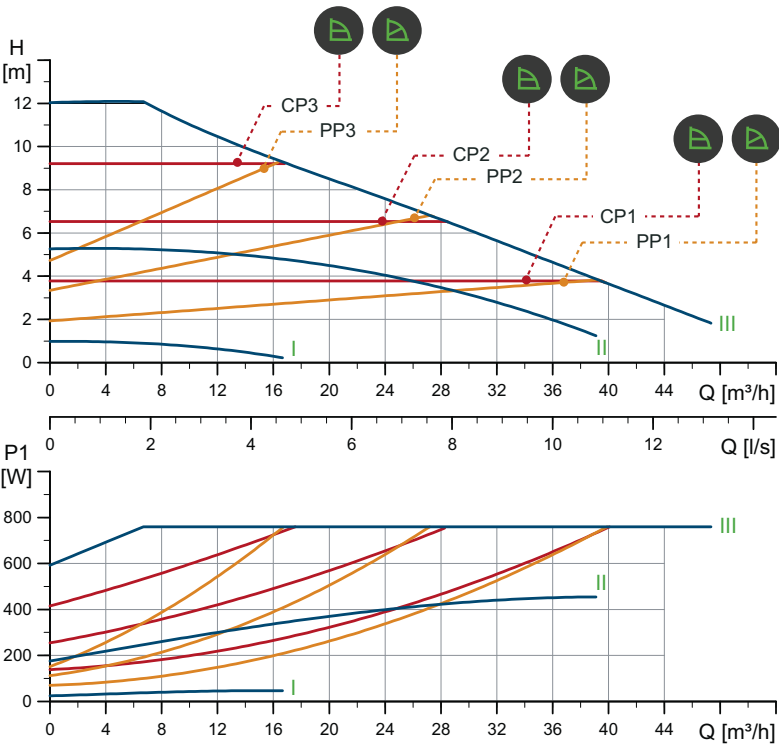 H
[m]
CP3
PP3
CP2
PP2
CP1
PP1
12
10
8
6
4
2
0
I
II
III
0 4 8 12 16 20 24 28 32 36 40 44 Q [m³/h]
0 2 4 6 8 10 12 Q [l/s]
P1
[W]
800
600
400
200
0
III
II
I
0 4 8 12 16 20 24 28 32 36 40 44 Q [m³/h]